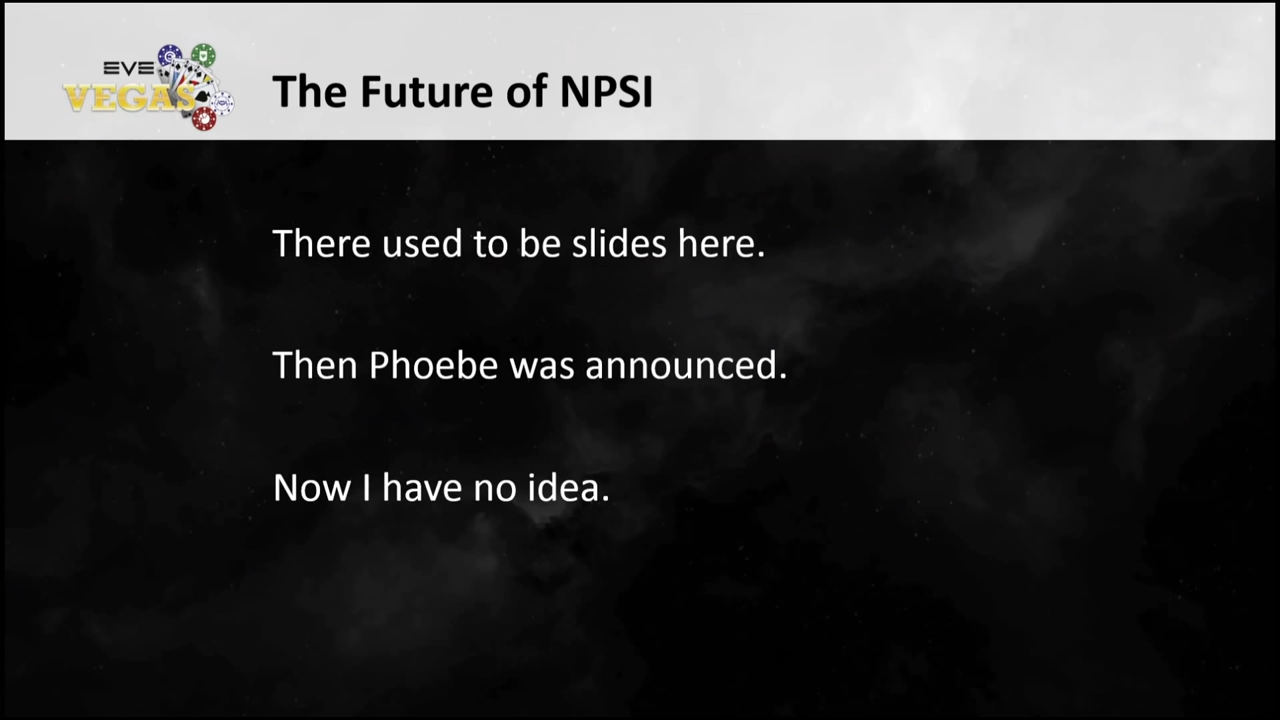 EVE
VEGAS
The Future of NPSI
There used to be slides here.
Then Phoebe was announced.
Now I have no idea.